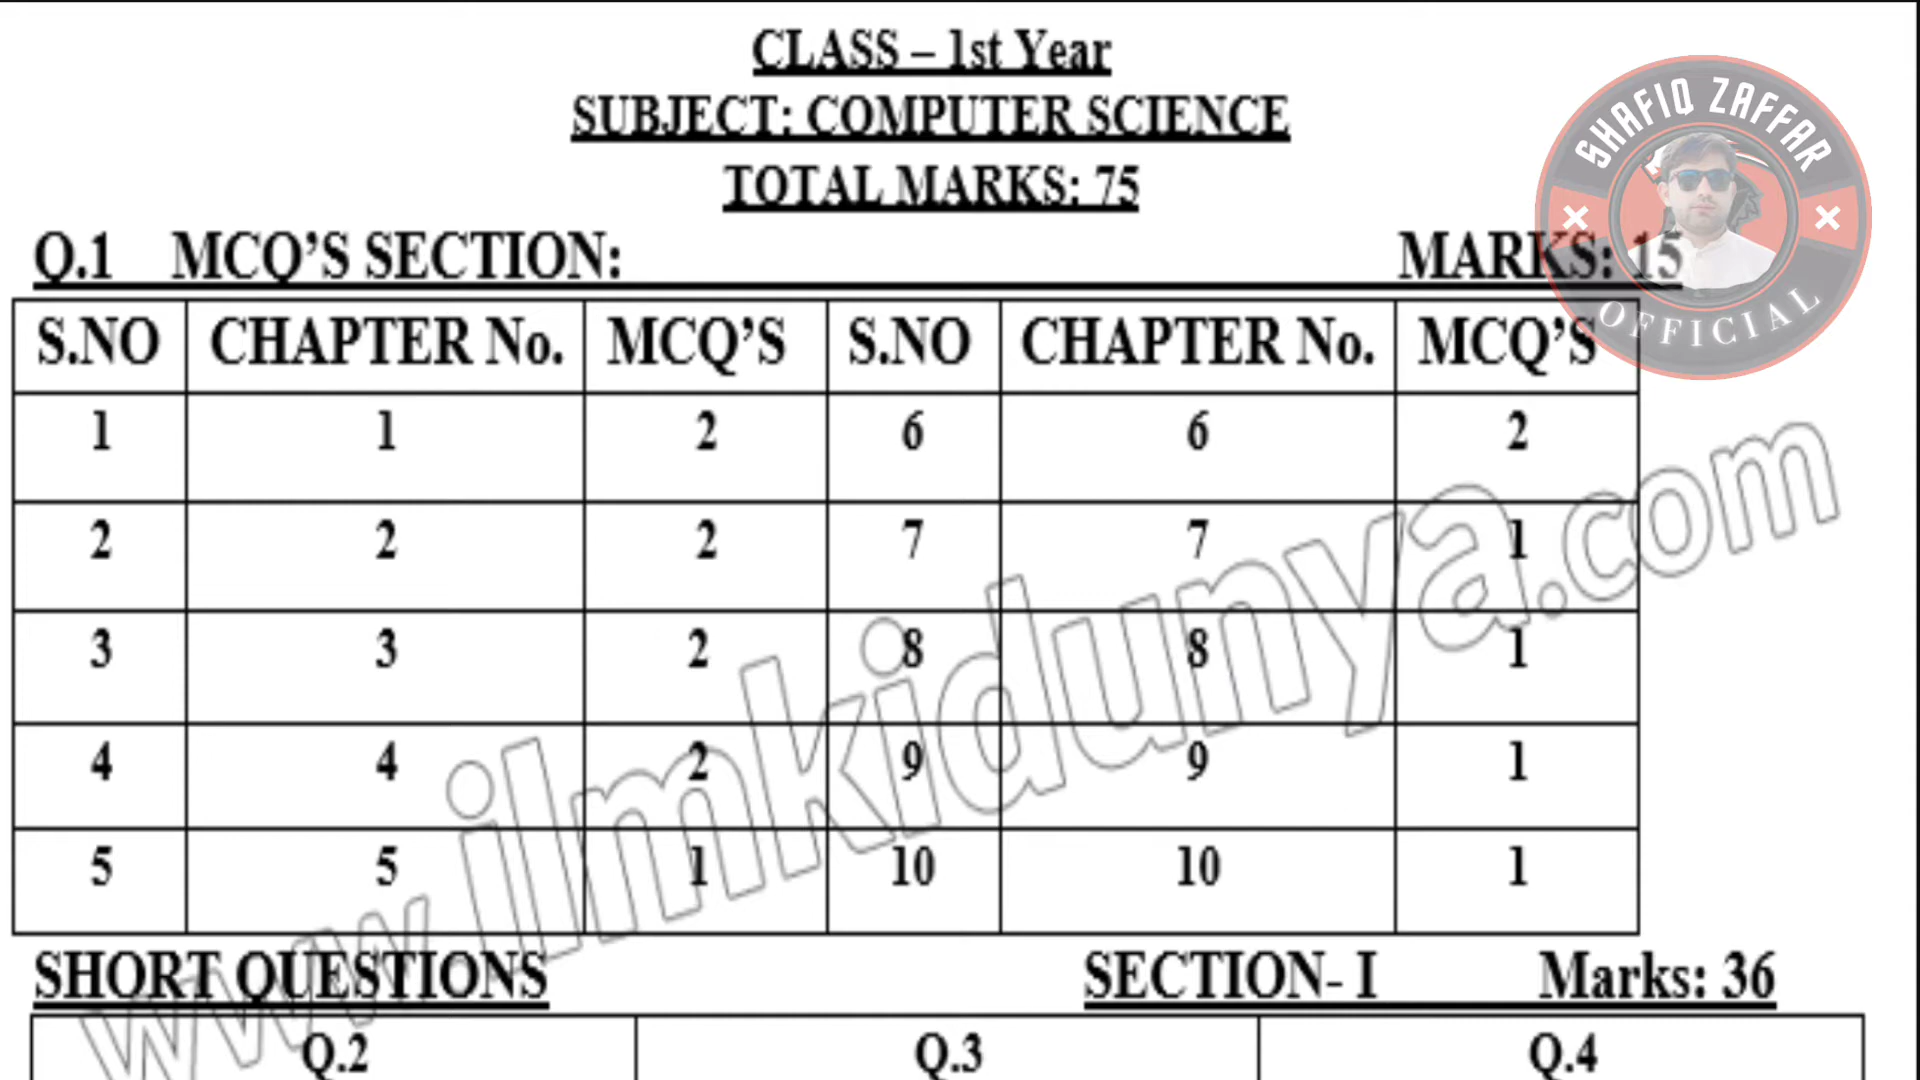 CLASS – 1st Year
SUBJECT: COMPUTER SCIENCE
TOTAL MARKS: 75
SHAFIQ ZAFFAR
OFFICIAL
Q.1 MCQ’S SECTION: MARKS: 15
S.NO CHAPTER No. MCQ’S S.NO CHAPTER No. MCQ’S
1 1 2 6 6 2
2 2 2 7 7 1
3 3 2 8 8 1
4 4 2 9 9 1
5 5 1 10 10 1
www.ilmkidunya.com
SHORT QUESTIONS SECTION- I Marks: 36
Q.2 Q.3 Q.4